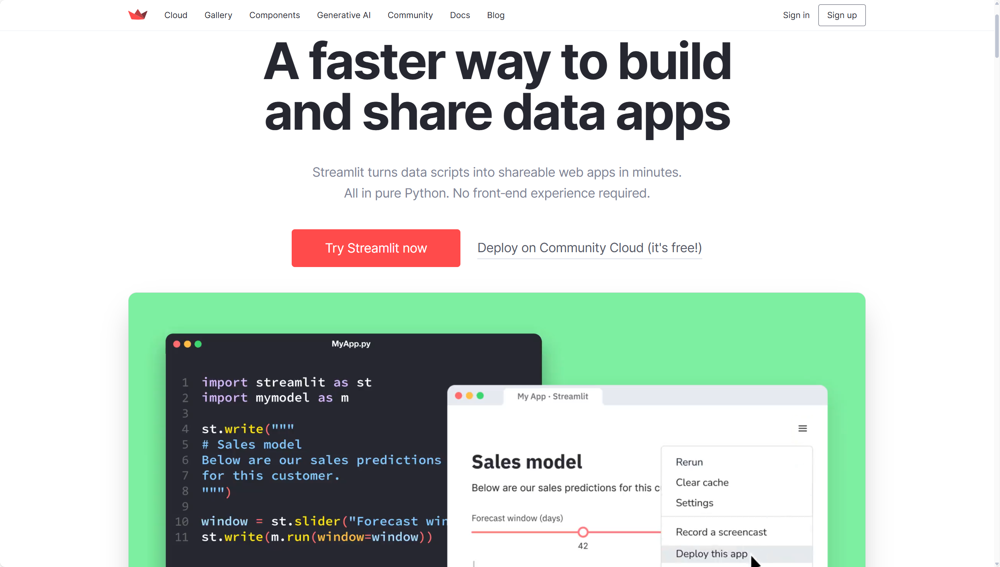 Cloud Gallery Components Generative AI Community Docs Blog Sign in Sign up
A faster way to build
and share data apps
Streamlit turns data scripts into shareable web apps in minutes.
All in pure Python. No front-end experience required.
Try Streamlit now
Deploy on Community Cloud (it's free!)
MyApp.py
1 import streamlit as st
2 import mymodel as m
3
4 st.write("""
5 # Sales model
6 Below are our sales predictions
7 for this customer.
8 """)
9
10 window = st.slider("Forecast win
11 st.write(m.run(window=window))
My App · Streamlit
Sales model
Below are our sales predictions for this
Forecast window (days)
42
Rerun
Clear cache
Settings
Record a screencast
Deploy this app